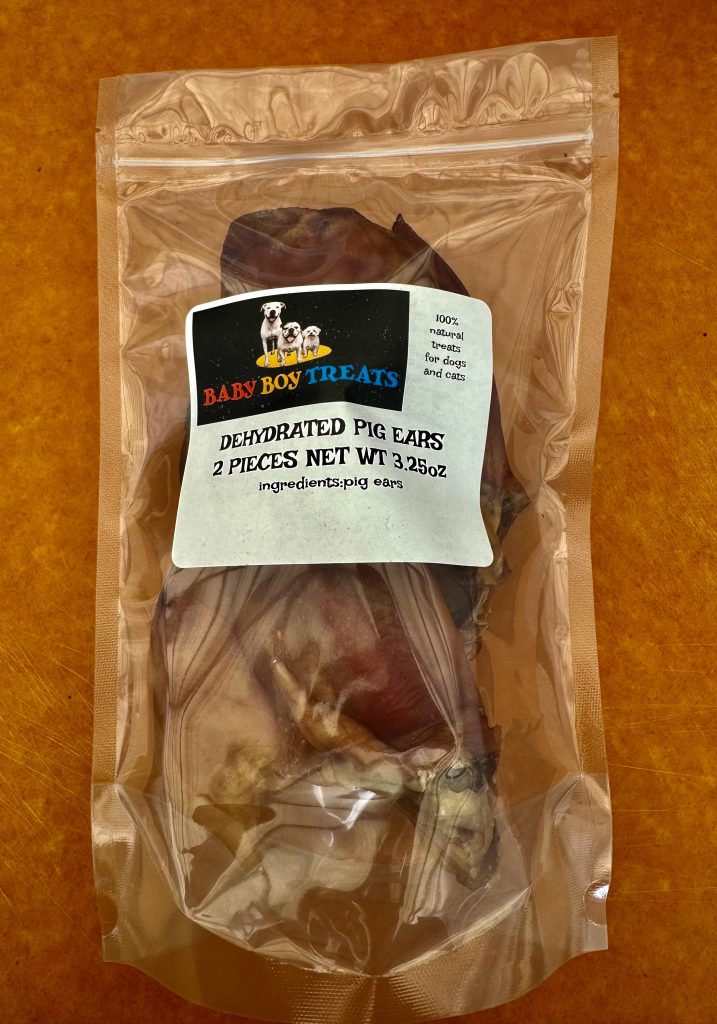 BABY BOY TREATS
100%
natural
treats
for dogs
and cats
DEHYDRATED PIG EARS
2 PIECES NET WT 3.25oz
ingredients:pig ears